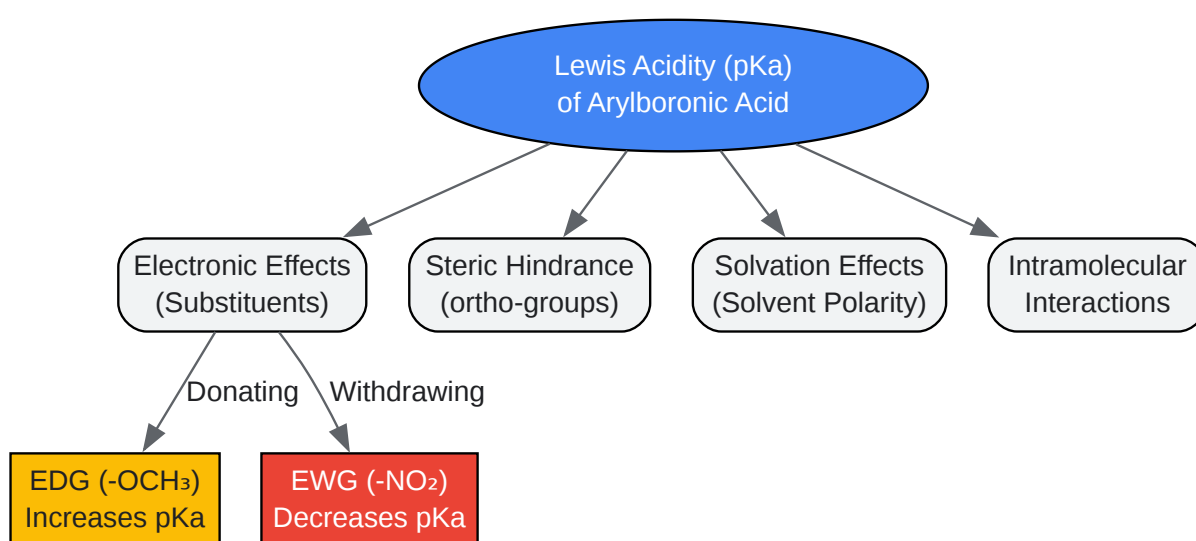 Lewis Acidity (pKa)
of Arylboronic Acid
Electronic Effects
(Substituents)
Steric Hindrance
(ortho-groups)
Solvation Effects
(Solvent Polarity)
Intramolecular
Interactions
Donating
Withdrawing
EDG (-OCH₃)
Increases pKa
EWG (-NO₂)
Decreases pKa